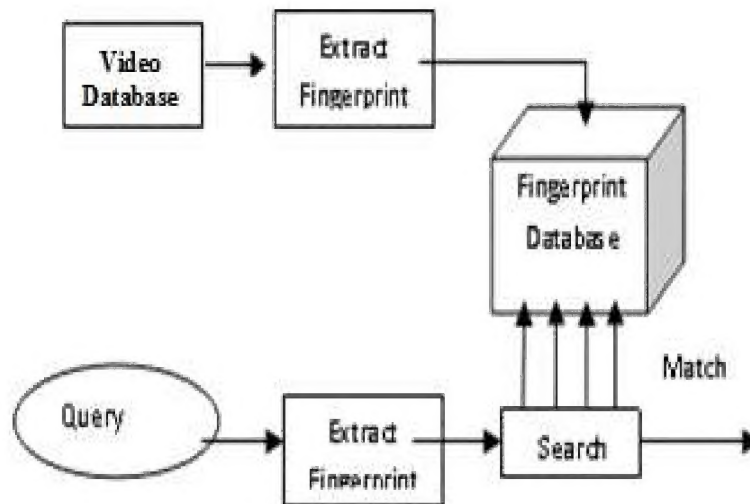 Video
Database
Extract
Fingerprint
Fingerprint
Database
Match
Query
Extract
Fingerprint
Search